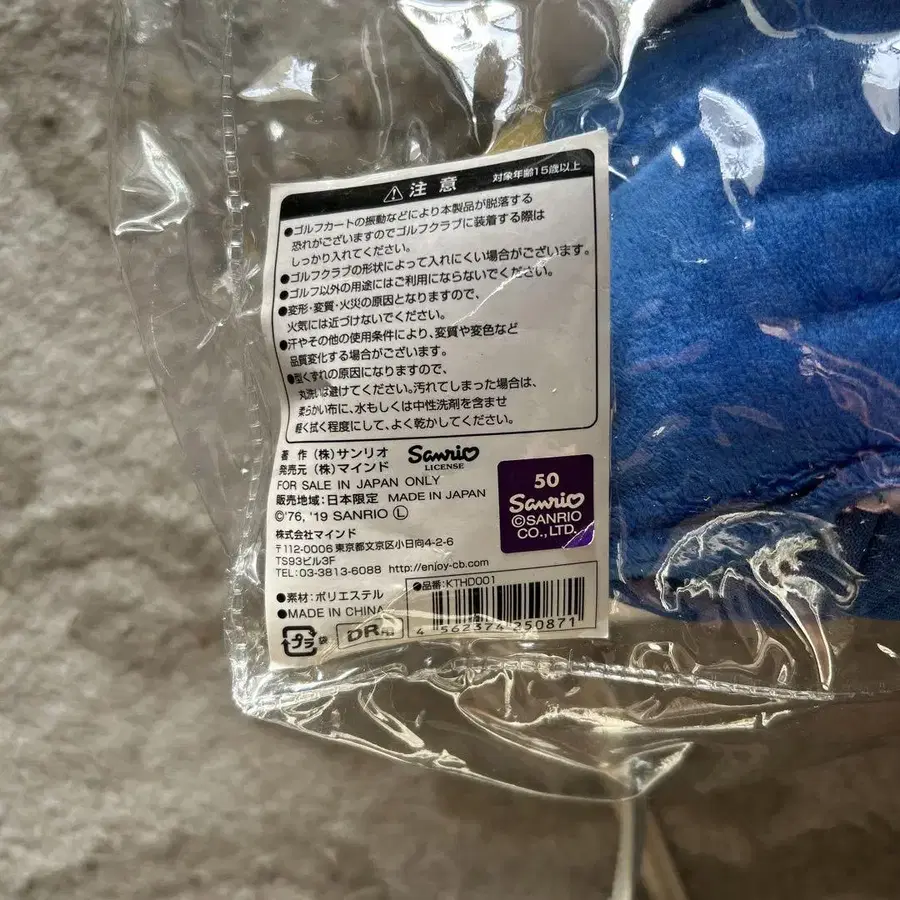 ⚠注意 対象年齢15歳以上
●ゴルフカートの振動などにより本製品が脱落する
恐れがございますのでゴルフクラブに装着する際は
しっかり入れてください。
●ゴルフクラブの形状によって入れにくい場合がございます。
●ゴルフ以外の用途にはご利用にならないでください。
●変形・変質・火災の原因となりますので、
火気には近づけないでください。
●汗やその他の使用条件により、変質や変色など
品質変化する場合がございます。
●型くずれの原因になりますので、
丸洗いは避けてください。汚れてしまった場合は、
柔らかい布に、水もしくは中性洗剤を含ませ
軽く拭く程度にして、よく乾かしてください。
著作 (株)サンリオ
発売元 (株)マインド
Sanrio
LICENSE
FOR SALE IN JAPAN ONLY
販売地域:日本限定 MADE IN JAPAN
©'76, '19 SANRIO Ⓛ
50
Sanrio
©SANRIO
CO., LTD.
株式会社マインド
〒112-0006 東京都文京区小日向4-2-6
TS93ビル3F
TEL:03-3813-6088 http://enjoy-cb.com
●素材:ポリエステル
●MADE IN CHINA
プラ 袋
DR用
●品番:KTHD001
4 562374 250871